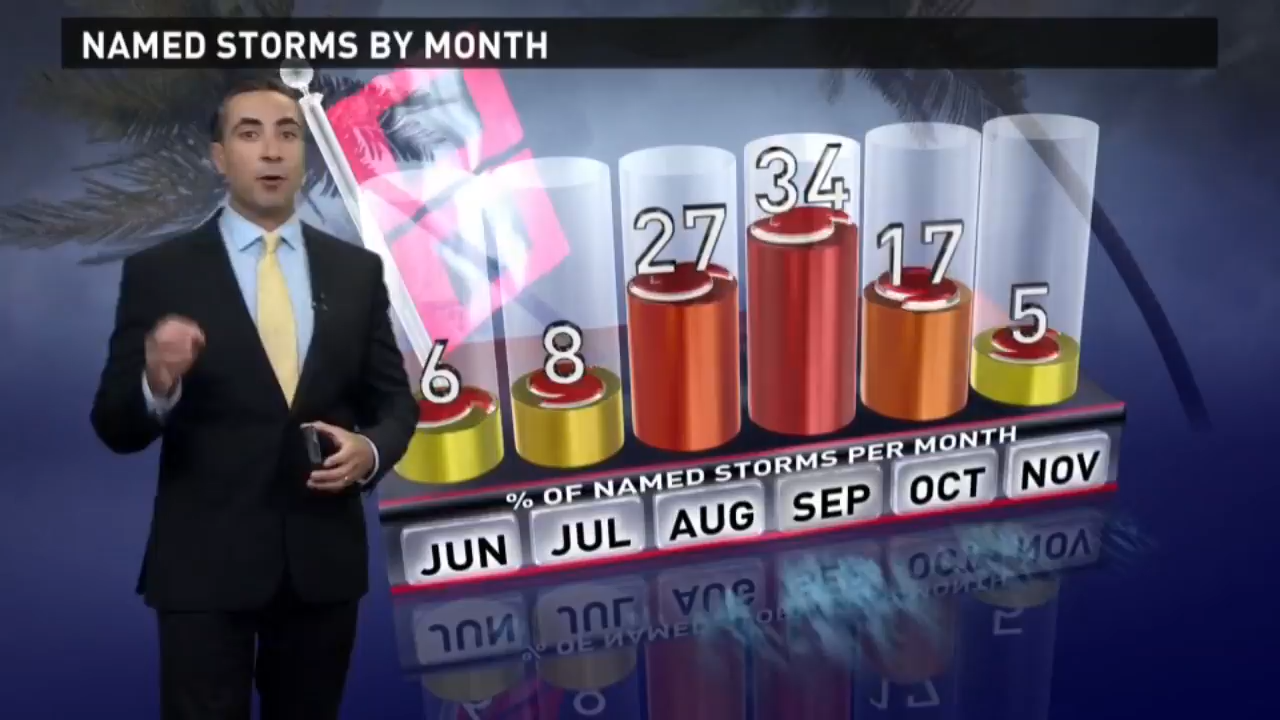 NAMED STORMS BY MONTH
6
8
27
34
17
5
% OF NAMED STORMS PER MONTH
JUN JUL AUG SEP OCT NOV